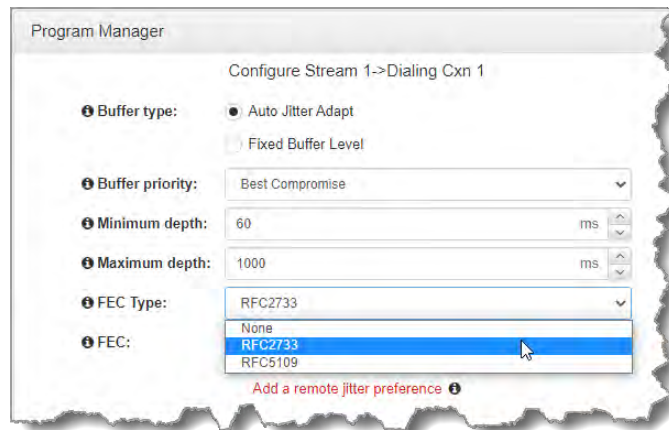 Program Manager
Configure Stream 1->Dialing Cxn 1
Buffer type: Auto Jitter Adapt
Fixed Buffer Level
Buffer priority: Best Compromise
Minimum depth: 60 ms
Maximum depth: 1000 ms
FEC Type: RFC2733
None
FEC: RFC2733
RFC5109
Add a remote jitter preference